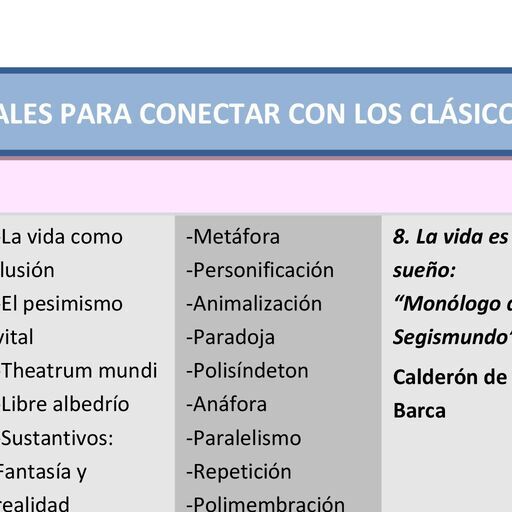 ALES PARA CONECTAR CON LOS CLÁSICO
-La vida como
lusión
-El pesimismo
vital
-Theatrum mundi
-Libre albedrío
-Sustantivos:
Fantasía y
realidad
-Metáfora
-Personificación
-Animalización
-Paradoja
-Polisíndeton
-Anáfora
-Paralelismo
-Repetición
-Polimembración
8. La vida es
sueño:
“Monólogo d
Segismundo”
Calderón de
Barca